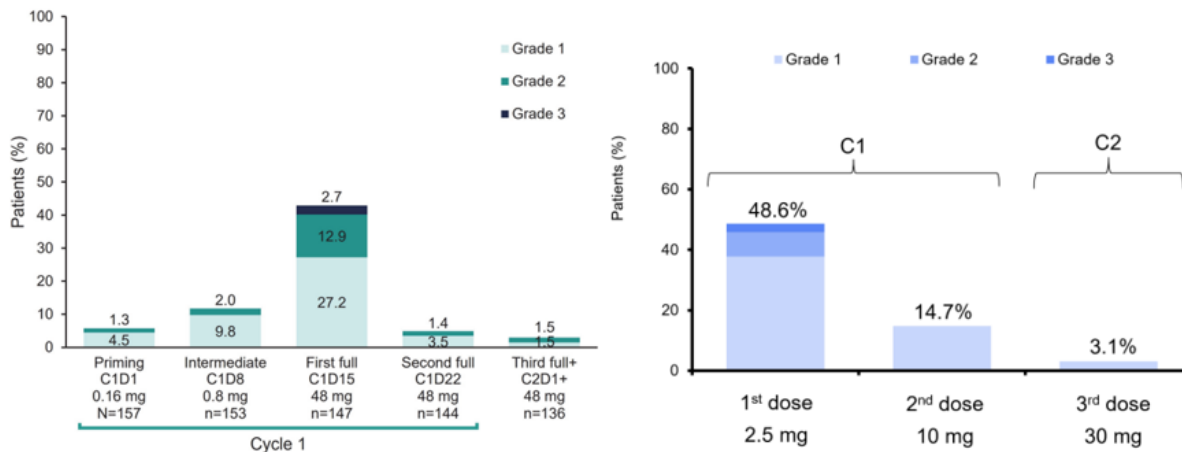 100
90
80
70
60
50
40
30
20
10
0
Patients (%)
Grade 1
Grade 2
Grade 3
1.3
4.5
2.0
9.8
2.7
12.9
27.2
1.4
3.5
1.5
1.5
Priming Intermediate First full Second full Third full+
C1D1 C1D8 C1D15 C1D22 C2D1+
0.16 mg 0.8 mg 48 mg 48 mg 48 mg
N=157 n=153 n=147 n=144 n=136
Cycle 1
Grade 1 Grade 2 Grade 3
100
80
60
40
20
0
Patients (%)
C1 C2
48.6%
14.7%
3.1%
1st dose 2nd dose 3rd dose
2.5 mg 10 mg 30 mg